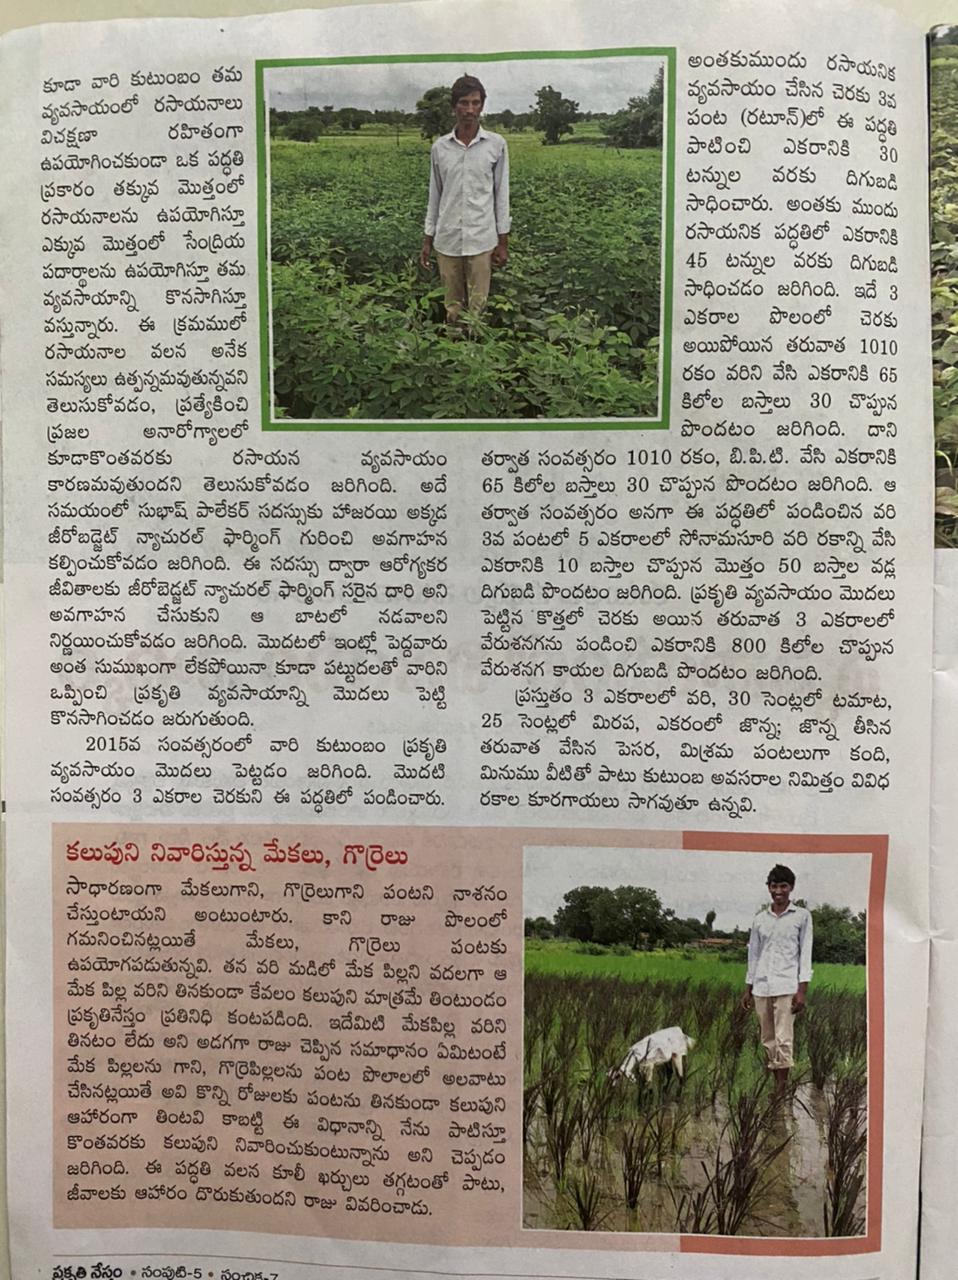 కూడా వారి కుటుంబం తమ
వ్యవసాయంలో రసాయనాలు
విచక్షణా రహితంగా
ఉపయోగించకుండా ఒక పద్ధతి
ప్రకారం తక్కువ మొత్తంలో
రసాయనాలను ఉపయోగిస్తూ
ఎక్కువ మొత్తంలో సేంద్రియ
పదార్థాలను ఉపయోగిస్తూ తమ
వ్యవసాయాన్ని కొనసాగిస్తూ
వస్తున్నారు. ఈ క్రమములో
రసాయనాల వలన అనేక
సమస్యలు ఉత్పన్నమవుతున్నవని
తెలుసుకోవడం, ప్రత్యేకించి
ప్రజల అనారోగ్యాలలో
కూడాకొంతవరకు రసాయన వ్యవసాయం
కారణమవుతుందని తెలుసుకోవడం జరిగింది. అదే
సమయంలో సుభాష్ పాలేకర్ సదస్సుకు హాజరయి అక్కడ
జీరోబడ్జెట్ న్యాచురల్ ఫార్మింగ్ గురించి అవగాహన
కల్పించుకోవడం జరిగింది. ఈ సదస్సు ద్వారా ఆరోగ్యకర
జీవితాలకు జీరోబెడ్జట్ న్యాచురల్ ఫార్మింగ్ సరైన దారి అని
అవగాహన చేసుకుని ఆ బాటలో నడవాలని
నిర్ణయించుకోవడం జరిగింది. మొదటలో ఇంట్లో పెద్దవారు
అంత సుముఖంగా లేకపోయినా కూడా పట్టుదలతో వారిని
ఒప్పించి ప్రకృతి వ్యవసాయాన్ని మొదలు పెట్టి
కొనసాగించడం జరుగుతుంది.
2015వ సంవత్సరంలో వారి కుటుంబం ప్రకృతి
వ్యవసాయం మొదలు పెట్టడం జరిగింది. మొదటి
సంవత్సరం 3 ఎకరాల చెరకుని ఈ పద్ధతిలో పండించారు.
అంతకుముందు రసాయనిక
వ్యవసాయం చేసిన చెరకు 3వ
పంట (రటూన్)లో ఈ పద్ధతి
పాటించి ఎకరానికి 30
టన్నుల వరకు దిగుబడి
సాధించారు. అంతకు ముందు
రసాయనిక పద్ధతిలో ఎకరానికి
45 టన్నుల వరకు దిగుబడి
సాధించడం జరిగింది. ఇదే 3
ఎకరాల పొలంలో చెరకు
అయిపోయిన తరువాత 1010
రకం వరిని వేసి ఎకరానికి 65
కిలోల బస్తాలు 30 చొప్పున
పొందటం జరిగింది. దాని
తర్వాత సంవత్సరం 1010 రకం, బి.పి.టి. వేసి ఎకరానికి
65 కిలోల బస్తాలు 30 చొప్పున పొందటం జరిగింది. ఆ
తర్వాత సంవత్సరం అనగా ఈ పద్ధతిలో పండించిన వరి
3వ పంటలో 5 ఎకరాలలో సోనామసూరి వరి రకాన్ని వేసి
ఎకరానికి 10 బస్తాల చొప్పున మొత్తం 50 బస్తాల వడ్ల
దిగుబడి పొందటం జరిగింది. ప్రకృతి వ్యవసాయం మొదలు
పెట్టిన కొత్తలో చెరకు అయిన తరువాత 3 ఎకరాలలో
వేరుశనగను పండించి ఎకరానికి 800 కిలోల చొప్పున
వేరుశనగ కాయల దిగుబడి పొందటం జరిగింది.
ప్రస్తుతం 3 ఎకరాలలో వరి, 30 సెంట్లలో టమాట,
25 సెంట్లలో మిరప, ఎకరంలో జొన్న; జొన్న తీసిన
తరువాత వేసిన పెసర, మిశ్రమ పంటలుగా కంది,
మినుము వీటితో పాటు కుటుంబ అవసరాల నిమిత్తం వివిధ
రకాల కూరగాయలు సాగవుతూ ఉన్నవి.
కలుపుని నివారిస్తున్న మేకలు, గొర్రెలు
సాధారణంగా మేకలుగాని, గొర్రెలుగాని పంటని నాశనం
చేస్తుంటాయని అంటుంటారు. కాని రాజు పొలంలో
గమనించినట్లయితే మేకలు, గొర్రెలు పంటకు
ఉపయోగపడుతున్నవి. తన వరి మడిలో మేక పిల్లని వదలగా ఆ
మేక పిల్ల వరిని తినకుండా కేవలం కలుపుని మాత్రమే తింటుండం
ప్రకృతినేస్తం ప్రతినిధి కంటపడింది. ఇదేమిటి మేకపిల్ల వరిని
తినటం లేదు అని అడగగా రాజు చెప్పిన సమాధానం ఏమిటంటే
మేక పిల్లలను గాని, గొర్రెపిల్లలను పంట పొలాలలో అలవాటు
చేసినట్లయితే అవి కొన్ని రోజులకు పంటను తినకుండా కలుపుని
ఆహారంగా తింటవి కాబట్టి ఈ విధానాన్ని నేను పాటిస్తూ
కొంతవరకు కలుపుని నివారించుకుంటున్నాను అని చెప్పడం
జరిగింది. ఈ పద్ధతి వలన కూలీ ఖర్చులు తగ్గటంతో పాటు,
జీవాలకు ఆహారం దొరుకుతుందని రాజు వివరించాడు.
ప్రకృతి నేస్తం • సంపుటి-5 • సంచిక-7